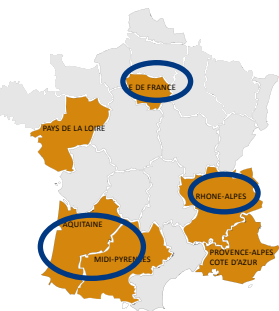 E DE FRANCE
PAYS DE LA LOIRE
RHONE-ALPES
AQUITAINE
MIDI-PYRENEES
PROVENCE-ALPES
COTE D'AZUR